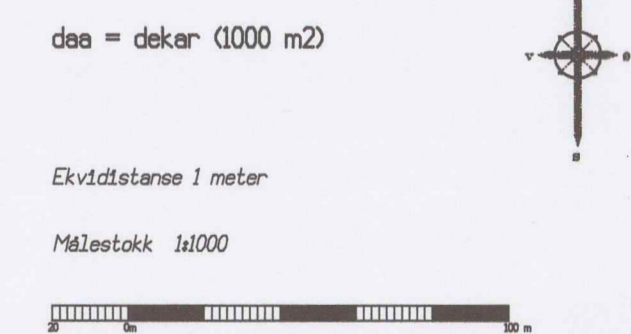 daa = dekar (1000 m2)
V ø
S
Ekvidistanse 1 meter
Målestokk 1:1000
20 0m 100 m